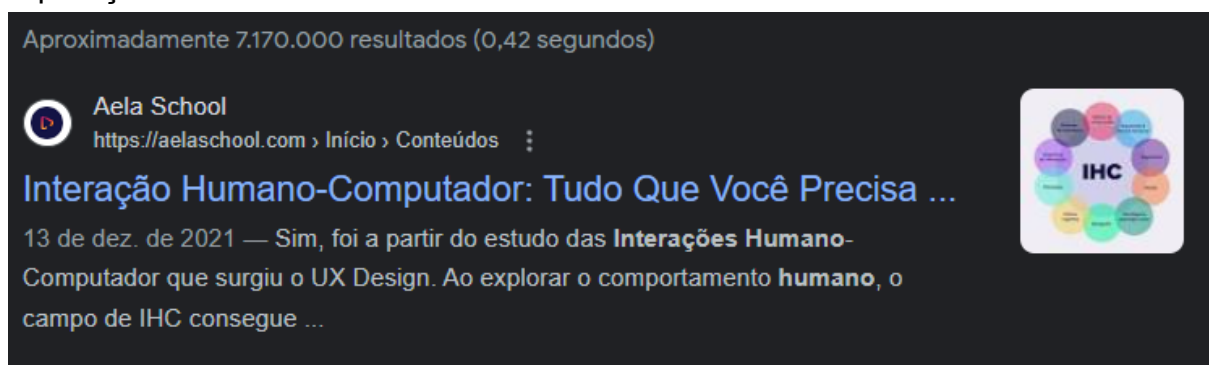 Aproximadamente 7.170.000 resultados (0,42 segundos)
Aela School
https://aelaschool.com › Início › Conteúdos
Interação Humano-Computador: Tudo Que Você Precisa ...
13 de dez. de 2021 — Sim, foi a partir do estudo das Interações Humano-
Computador que surgiu o UX Design. Ao explorar o comportamento humano, o
campo de IHC consegue ...
IHC